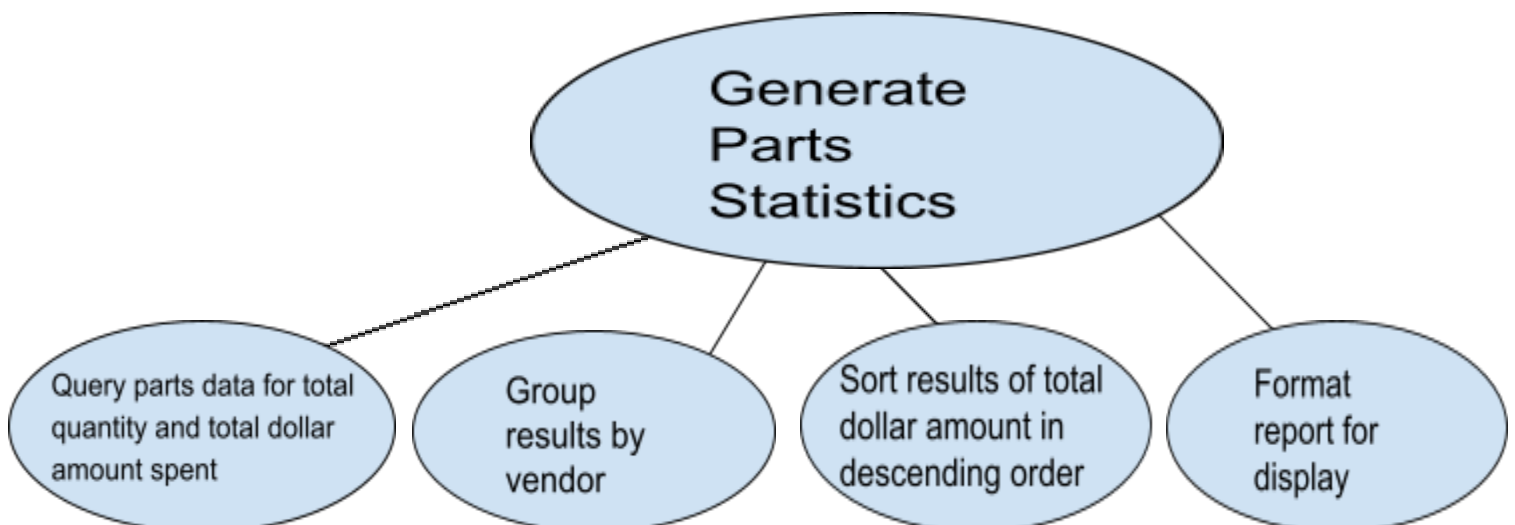 Generate
Parts
Statistics
Query parts data for total
quantity and total dollar
amount spent
Group
results by
vendor
Sort results of total
dollar amount in
descending order
Format
report for
display